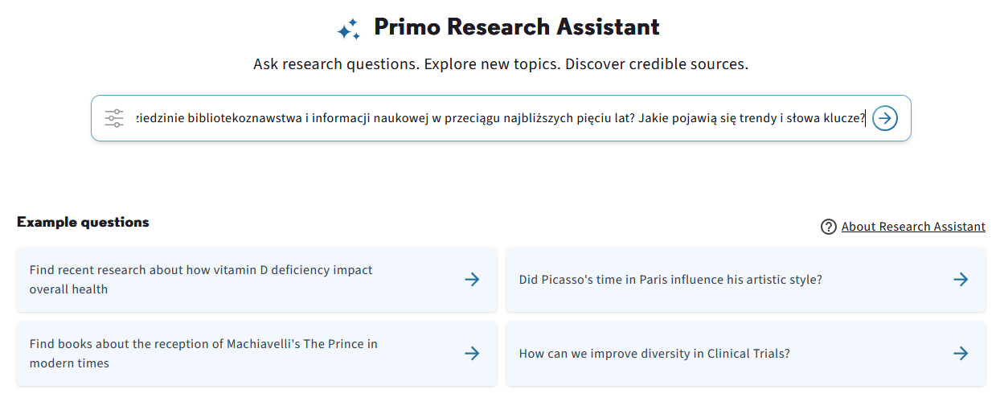 Primo Research Assistant
Ask research questions. Explore new topics. Discover credible sources.
bibliotekoznawstwa i informacji naukowej w przeciągu najbliższych pięciu lat? Jakie pojawią się trendy i słowa klucze?
Example questions
About Research Assistant
Find recent research about how vitamin D deficiency impact
overall health
Did Picasso's time in Paris influence his artistic style?
Find books about the reception of Machiavelli's The Prince in
modern times
How can we improve diversity in Clinical Trials?